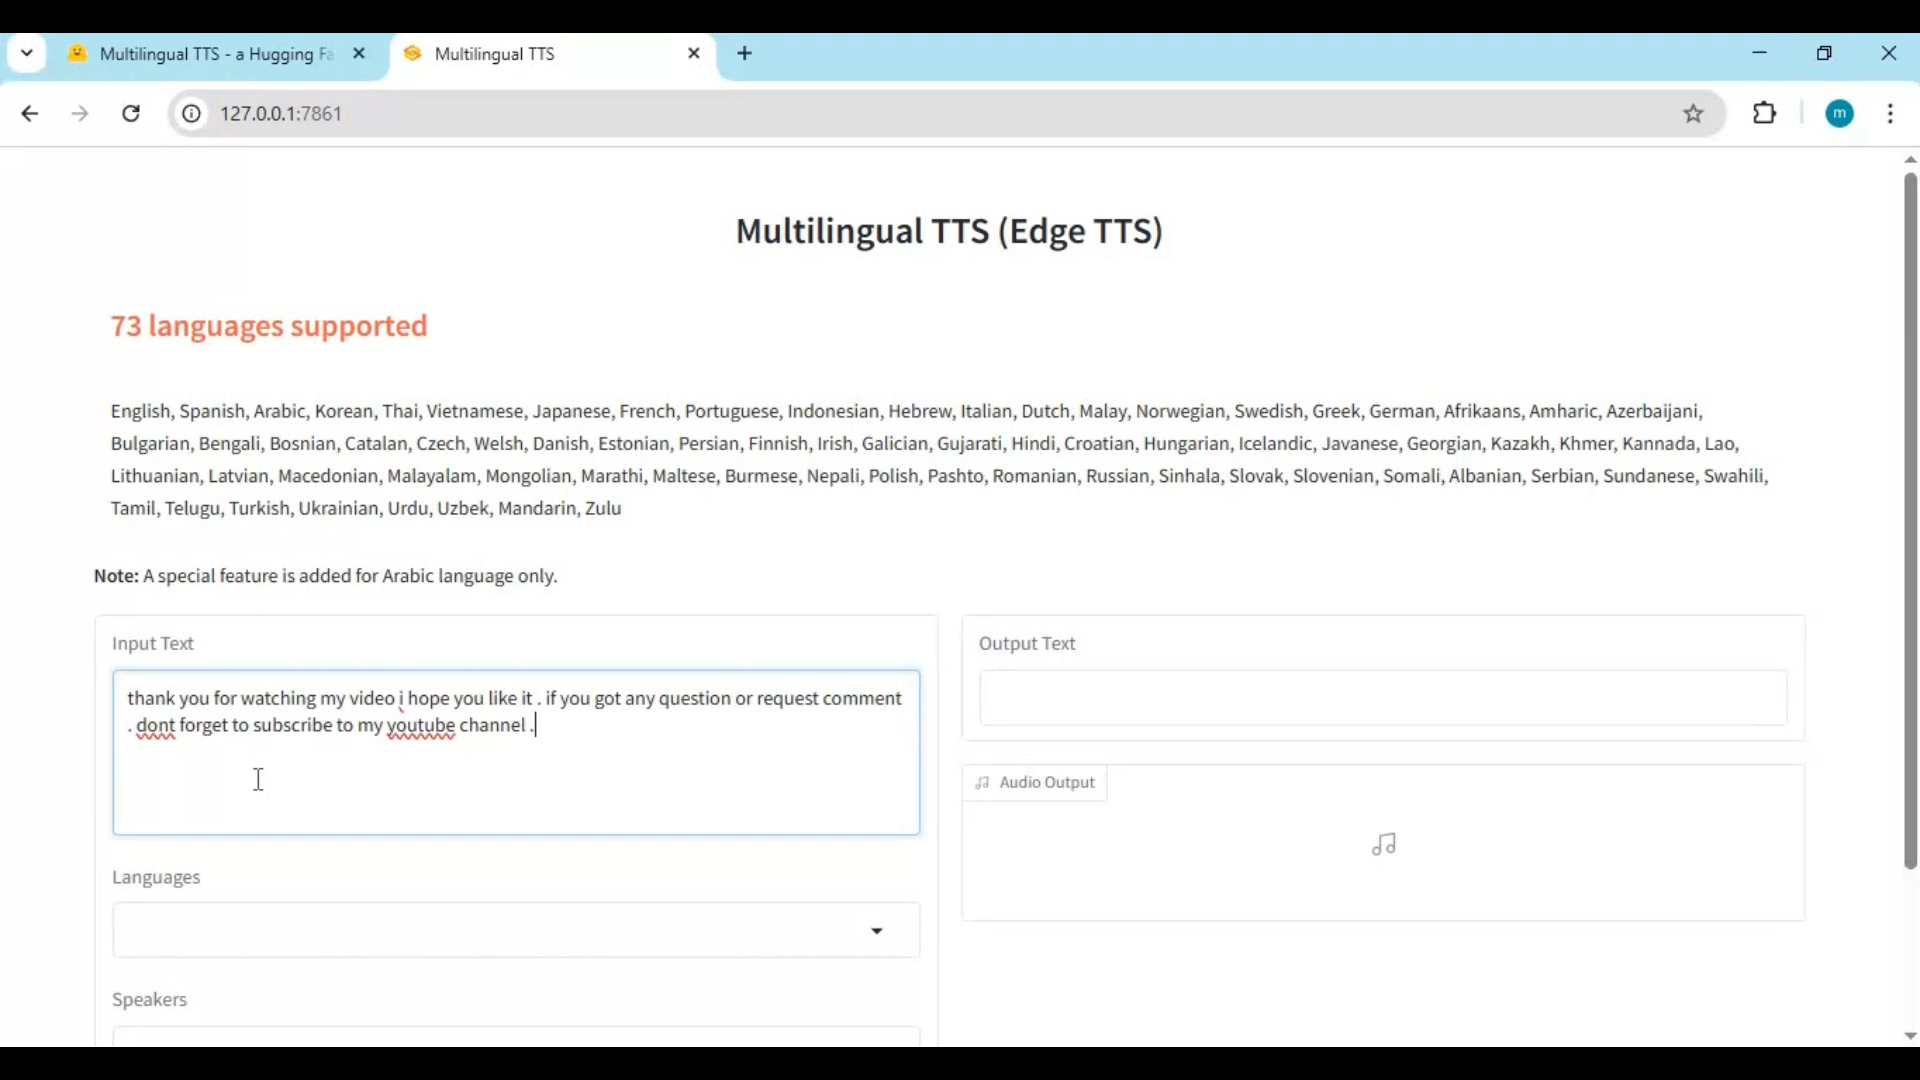 Multilingual TTS - a Hugging Fa
Multilingual TTS
127.0.0.1:7861
m
Multilingual TTS (Edge TTS)
73 languages supported
English, Spanish, Arabic, Korean, Thai, Vietnamese, Japanese, French, Portuguese, Indonesian, Hebrew, Italian, Dutch, Malay, Norwegian, Swedish, Greek, German, Afrikaans, Amharic, Azerbaijani,
Bulgarian, Bengali, Bosnian, Catalan, Czech, Welsh, Danish, Estonian, Persian, Finnish, Irish, Galician, Gujarati, Hindi, Croatian, Hungarian, Icelandic, Javanese, Georgian, Kazakh, Khmer, Kannada, Lao,
Lithuanian, Latvian, Macedonian, Malayalam, Mongolian, Marathi, Maltese, Burmese, Nepali, Polish, Pashto, Romanian, Russian, Sinhala, Slovak, Slovenian, Somali, Albanian, Serbian, Sundanese, Swahili,
Tamil, Telugu, Turkish, Ukrainian, Urdu, Uzbek, Mandarin, Zulu
Note: A special feature is added for Arabic language only.
Input Text
thank you for watching my video i hope you like it . if you got any question or request comment
. dont forget to subscribe to my youtube channel .
Languages
Speakers
Output Text
Audio Output